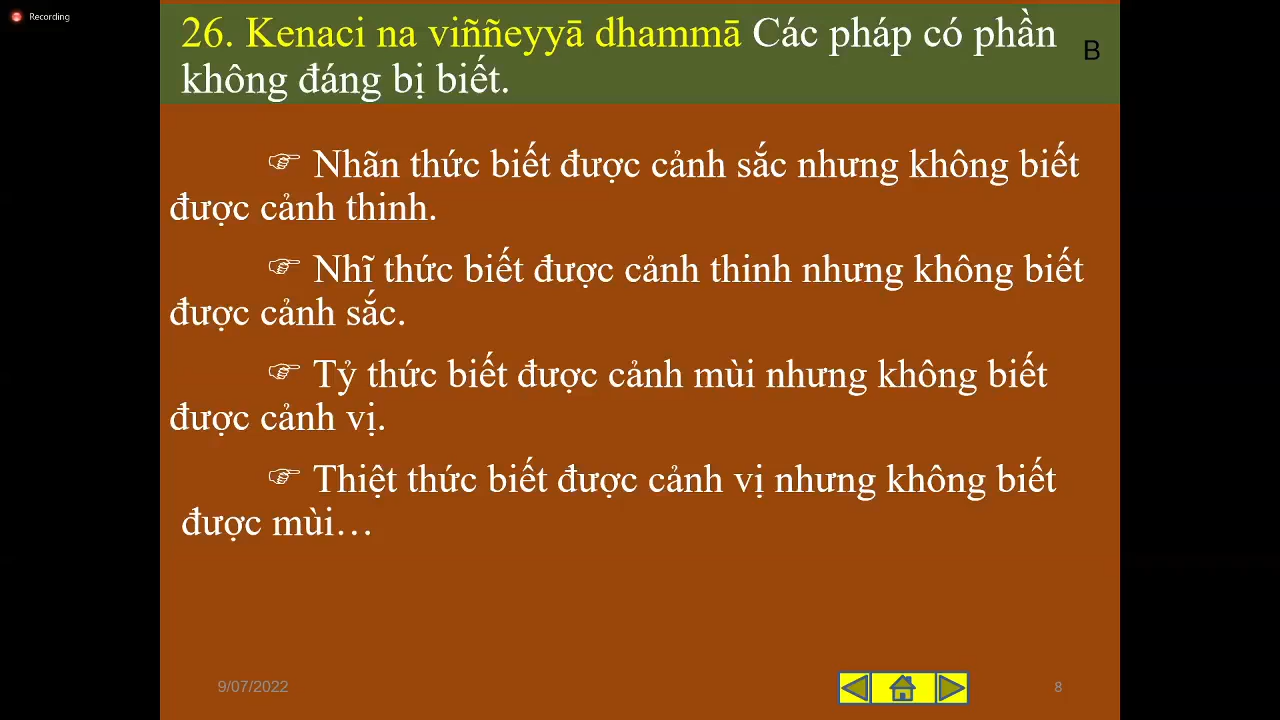 Recording
26. Kenaci na viññeyyā dhammā Các pháp có phần
không đáng bị biết.
B
☞ Nhãn thức biết được cảnh sắc nhưng không biết
được cảnh thinh.
☞ Nhĩ thức biết được cảnh thinh nhưng không biết
được cảnh sắc.
☞ Tỷ thức biết được cảnh mùi nhưng không biết
được cảnh vị.
☞ Thiệt thức biết được cảnh vị nhưng không biết
được mùi…
9/07/2022
8